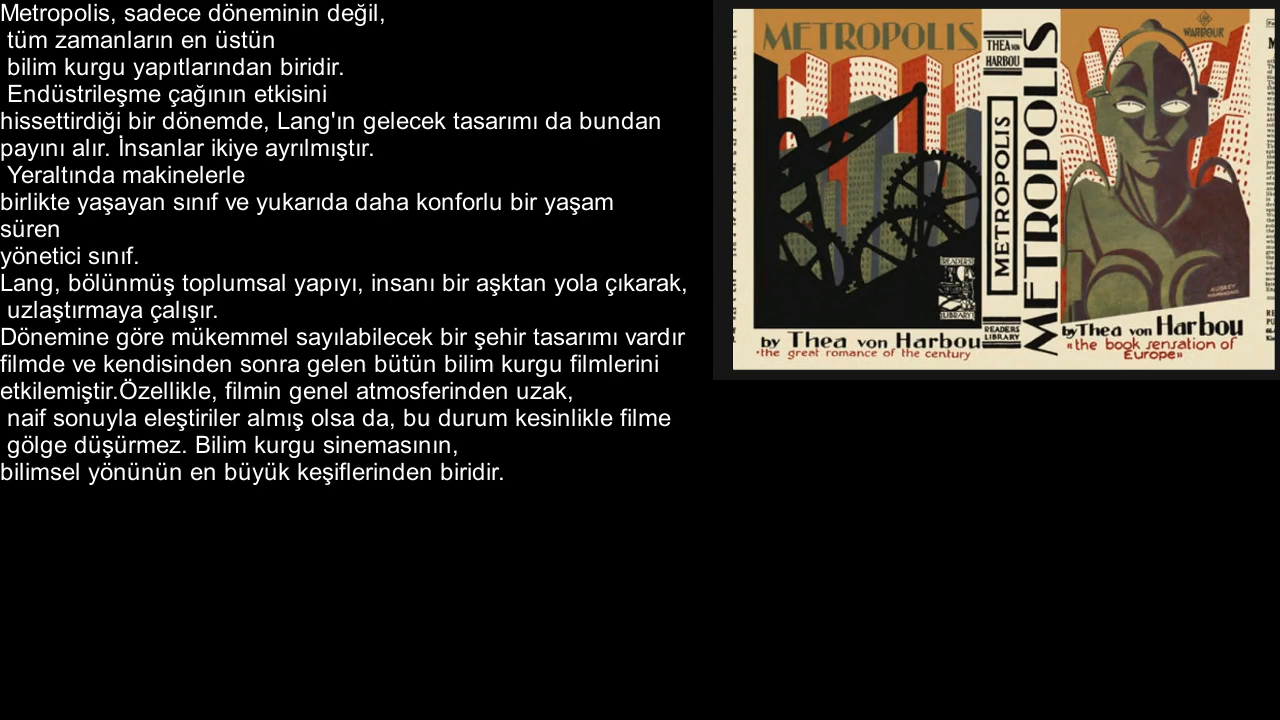 Metropolis, sadece döneminin değil,
tüm zamanların en üstün
bilim kurgu yapıtlarından biridir.
Endüstrileşme çağının etkisini
hissettirdiği bir dönemde, Lang'ın gelecek tasarımı da bundan
payını alır. İnsanlar ikiye ayrılmıştır.
Yeraltında makinelerle
birlikte yaşayan sınıf ve yukarıda daha konforlu bir yaşam
süren
yönetici sınıf.
Lang, bölünmüş toplumsal yapıyı, insanı bir aşktan yola çıkarak,
uzlaştırmaya çalışır.
Dönemine göre mükemmel sayılabilecek bir şehir tasarımı vardır
filmde ve kendisinden sonra gelen bütün bilim kurgu filmlerini
etkilemiştir.Özellikle, filmin genel atmosferinden uzak,
naif sonuyla eleştiriler almış olsa da, bu durum kesinlikle filme
gölge düşürmez. Bilim kurgu sinemasının,
bilimsel yönünün en büyük keşiflerinden biridir.
METROPOLIS
READERS
LIBRARY
by Thea von Harbou
"the great romance of the century
THEA von
HARBOU
METROPOLIS
READERS
LIBRARY
METROPOLIS
WARDOUR
AUBREY
HAMMOND
by Thea von Harbou
«the book sensation of
Europe»